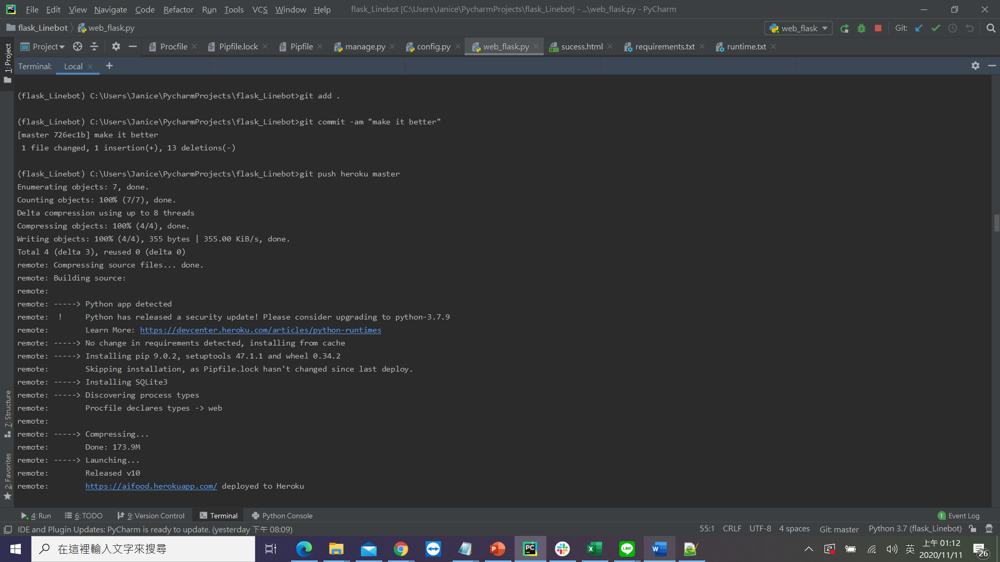 File Edit View Navigate Code Refactor Run Tools VCS Window Help flask_Linebot [C:\Users\Janice\PycharmProjects\flask_Linebot] - ...\web_flask.py - PyCharm
flask_Linebot web_flask.py web_flask Git:
Project Procfile Pipfile.lock Pipfile manage.py config.py web_flask.py sucess.html requirements.txt runtime.txt
1: Project
Terminal: Local +
(flask_Linebot) C:\Users\Janice\PycharmProjects\flask_Linebot>git add .
(flask_Linebot) C:\Users\Janice\PycharmProjects\flask_Linebot>git commit -am "make it better"
[master 726ec1b] make it better
1 file changed, 1 insertion(+), 13 deletions(-)
(flask_Linebot) C:\Users\Janice\PycharmProjects\flask_Linebot>git push heroku master
Enumerating objects: 7, done.
Counting objects: 100% (7/7), done.
Delta compression using up to 8 threads
Compressing objects: 100% (4/4), done.
Writing objects: 100% (4/4), 355 bytes | 355.00 KiB/s, done.
Total 4 (delta 3), reused 0 (delta 0)
remote: Compressing source files... done.
remote: Building source:
remote:
remote: -----> Python app detected
remote:  !     Python has released a security update! Please consider upgrading to python-3.7.9
remote:        Learn More: https://devcenter.heroku.com/articles/python-runtimes
remote: -----> No change in requirements detected, installing from cache
remote: -----> Installing pip 9.0.2, setuptools 47.1.1 and wheel 0.34.2
remote:        Skipping installation, as Pipfile.lock hasn't changed since last deploy.
remote: -----> Installing SQLite3
remote: -----> Discovering process types
remote:        Procfile declares types -> web
remote:
remote: -----> Compressing...
remote:        Done: 173.9M
remote: -----> Launching...
remote:        Released v10
remote:        https://aifood.herokuapp.com/ deployed to Heroku
7: Structure
2: Favorites
4: Run 6: TODO 9: Version Control Terminal Python Console 1 Event Log
IDE and Plugin Updates: PyCharm is ready to update. (yesterday 下午 08:09) 55:1 CRLF UTF-8 4 spaces Git: master Python 3.7 (flask_Linebot)
在這裡輸入文字來搜尋 英 上午 01:12
2020/11/11 26